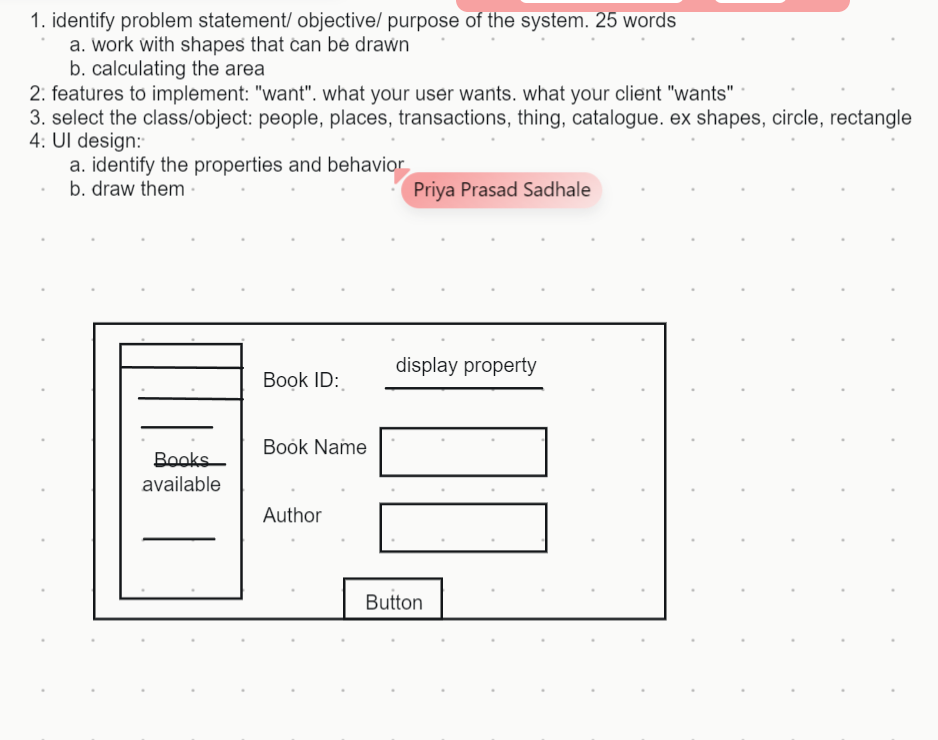 1. identify problem statement/ objective/ purpose of the system. 25 words
a. work with shapes that can be drawn
b. calculating the area
2: features to implement: "want". what your user wants. what your client "wants"
3. select the class/object: people, places, transactions, thing, catalogue. ex shapes, circle, rectangle
4: UI design:
a. identify the properties and behavior
b. draw them
Priya Prasad Sadhale
Book ID:
display property
Book Name
Books
available
Author
Button